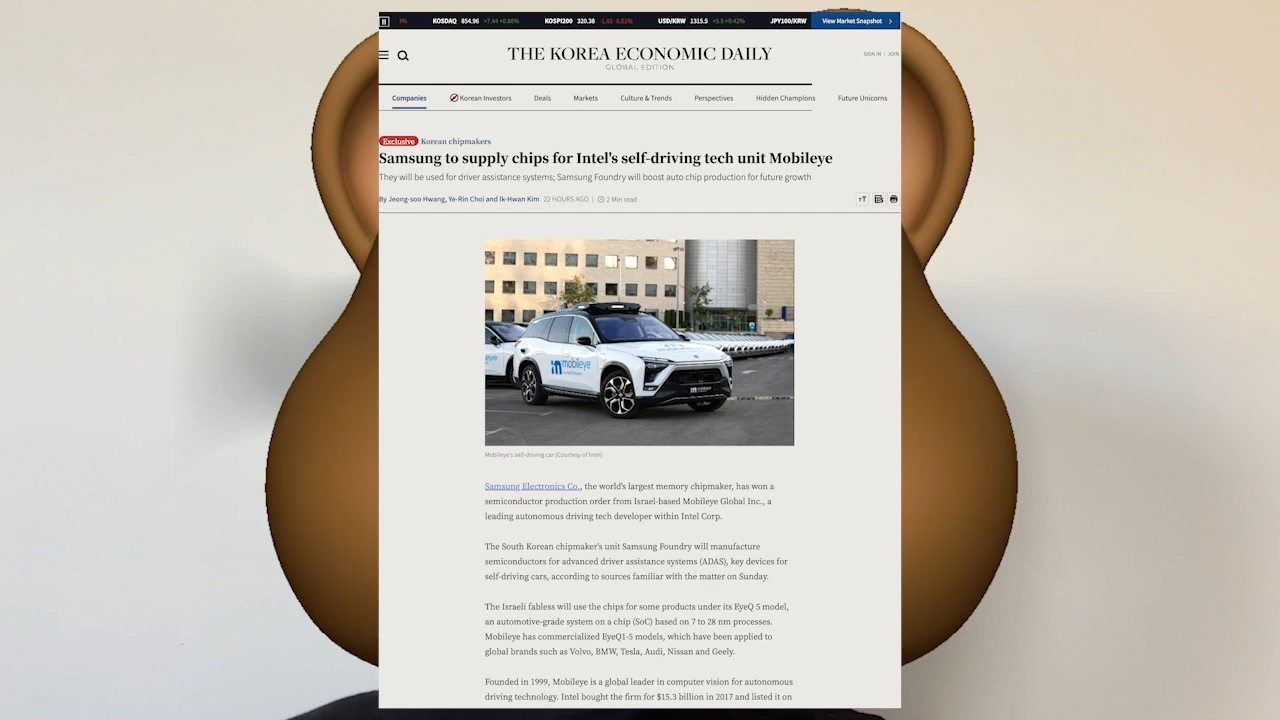 3%
KOSDAQ 854.96 +7.44 +0.88%
KOSPI200 320.38 -1.65 -0.51%
USD/KRW 1315.5 +5.5 +0.42%
JPY100/KRW
View Market Snapshot
THE KOREA ECONOMIC DAILY
GLOBAL EDITION
SIGN IN | JOIN
Companies
Korean Investors
Deals
Markets
Culture & Trends
Perspectives
Hidden Champions
Future Unicorns
Exclusive Korean chipmakers
Samsung to supply chips for Intel's self-driving tech unit Mobileye
They will be used for driver assistance systems; Samsung Foundry will boost auto chip production for future growth
By Jeong-soo Hwang, Ye-Rin Choi and Ik-Hwan Kim 22 HOURS AGO | 2 Min read
TT
mobileye
Mobileye's self-driving car (Courtesy of Intel)
Samsung Electronics Co., the world's largest memory chipmaker, has won a
semiconductor production order from Israel-based Mobileye Global Inc., a
leading autonomous driving tech developer within Intel Corp.
The South Korean chipmaker's unit Samsung Foundry will manufacture
semiconductors for advanced driver assistance systems (ADAS), key devices for
self-driving cars, according to sources familiar with the matter on Sunday.
The Israeli fabless will use the chips for some products under its EyeQ 5 model,
an automotive-grade system on a chip (SoC) based on 7 to 28 nm processes.
Mobileye has commercialized EyeQ1-5 models, which have been applied to
global brands such as Volvo, BMW, Tesla, Audi, Nissan and Geely.
Founded in 1999, Mobileye is a global leader in computer vision for autonomous
driving technology. Intel bought the firm for $15.3 billion in 2017 and listed it on